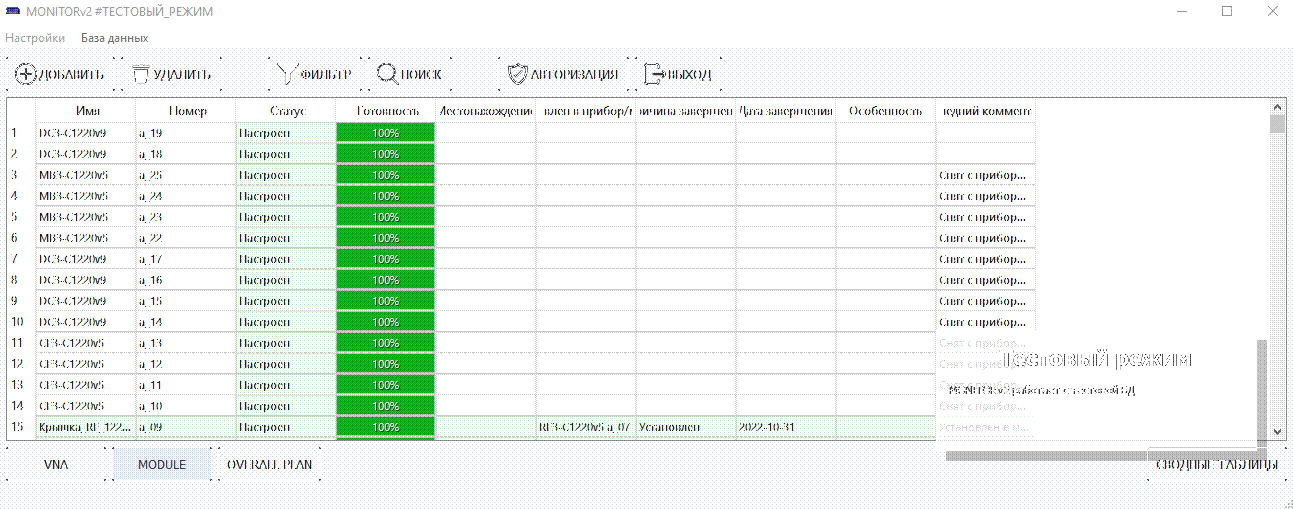 MONITORv2 #ТЕСТОВЫЙ_РЕЖИМ
Настройки База данных
ДОБАВИТЬ УДАЛИТЬ ФИЛЬТР ПОИСК АВТОРИЗАЦИЯ ВЫХОД
Имя Номер Статус Готовность Местонахождение влен в прибор/м ричина завершен Дата завершения Особенность ледний коммент
1 DC3-C1220v9 a_19 Настроен 100%
2 DC3-C1220v9 a_18 Настроен 100%
3 MB3-C1220v5 a_25 Настроен 100% Снят с прибор...
4 MB3-C1220v5 a_24 Настроен 100% Снят с прибор...
5 MB3-C1220v5 a_23 Настроен 100% Снят с прибор...
6 MB3-C1220v5 a_22 Настроен 100% Снят с прибор...
7 DC3-C1220v9 a_17 Настроен 100% Снят с прибор...
8 DC3-C1220v9 a_16 Настроен 100% Снят с прибор...
9 DC3-C1220v9 a_15 Настроен 100% Снят с прибор...
10 DC3-C1220v9 a_14 Настроен 100% Снят с прибор...
11 CF3-C1220v5 a_13 Настроен 100% Снят с прибор...
12 CF3-C1220v5 a_12 Настроен 100% Снят с прибор...
13 CF3-C1220v5 a_11 Настроен 100% Снят с прибор...
14 CF3-C1220v5 a_10 Настроен 100% Снят с прибор...
15 Крышка_RF_122... a_09 Настроен 100% RF3-C1220v5 a_07 Установлен 2022-10-31 Установлен в м...
Тестовый режим
MONITORv2 работает с тестовой БД
VNA MODULE OVERALL PLAN СВОДНЫЕ ТАБЛИЦЫ